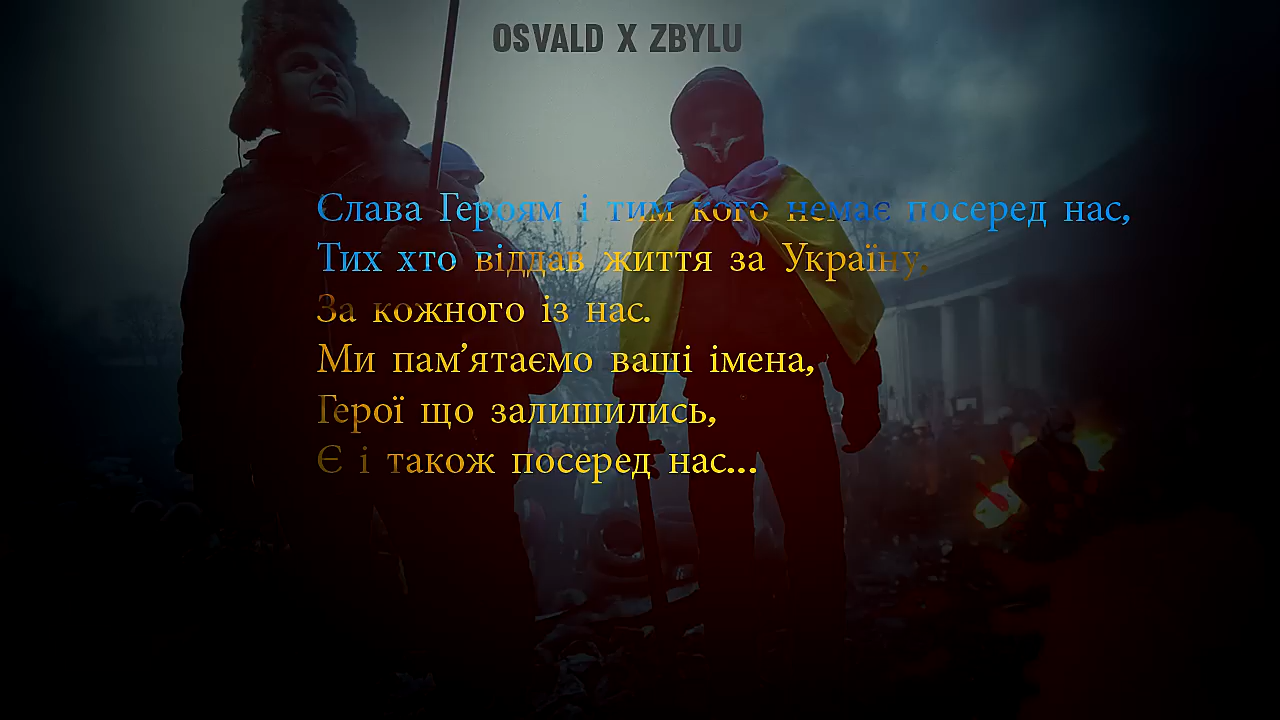 OSVALD X ZBYLU
Слава Героям і тим кого немає посеред нас,
Тих хто віддав життя за Україну,
За кожного із нас.
Ми пам’ятаємо ваші імена,
Герої що залишились,
Є і також посеред нас...